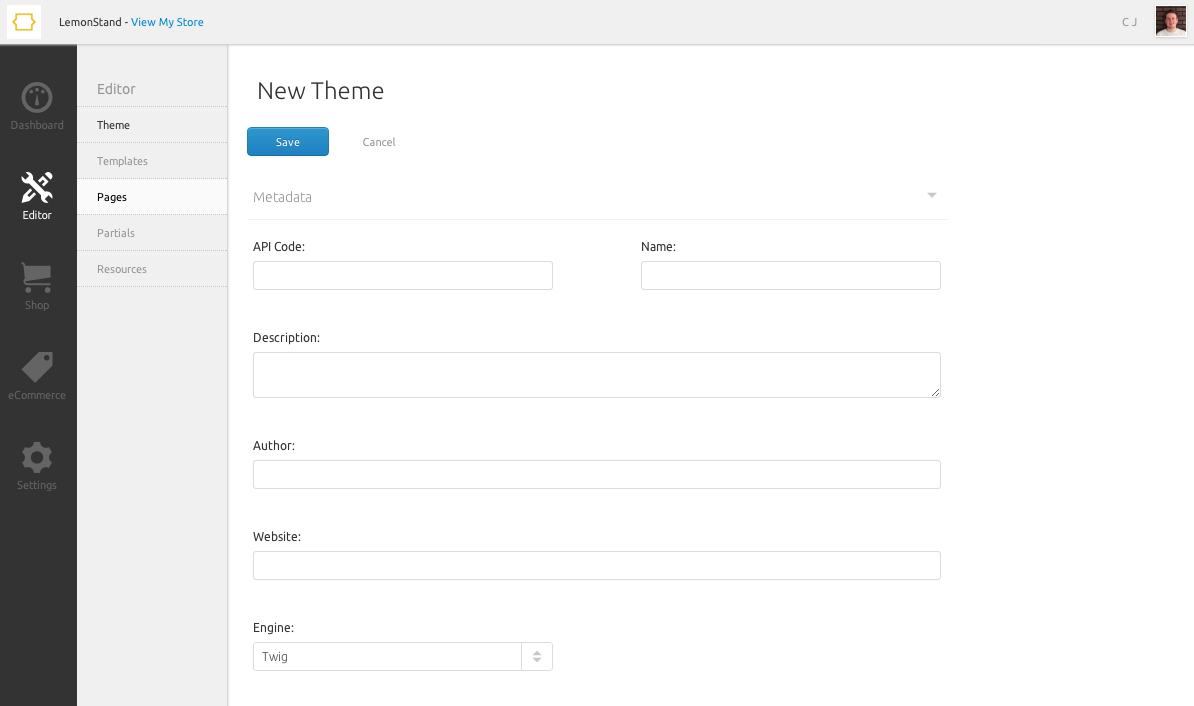 LemonStand - View My Store
C J
Dashboard
Editor
Shop
eCommerce
Settings
Editor
Theme
Templates
Pages
Partials
Resources
New Theme
Save
Cancel
Metadata
API Code:
Name:
Description:
Author:
Website:
Engine:
Twig